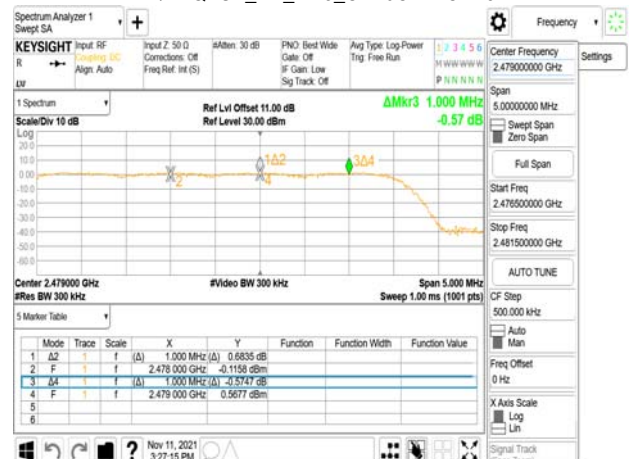 Spectrum Analyzer 1
Swept SA
+
Frequency
Settings
KEYSIGHT
R
Input: RF
Coupling: DC
Align: Auto
Input Z: 50 Ω
Corrections: Off
Freq Ref: Int (S)
#Atten: 30 dB
PNO: Best Wide
Gate: Off
IF Gain: Low
Sig Track: Off
Avg Type: Log-Power
Trig: Free Run
1 2 3 4 5 6
M W W W W W
P N N N N N
LW
1 Spectrum
Scale/Div 10 dB
Ref Lvl Offset 11.00 dB
Ref Level 30.00 dBm
ΔMkr3 1.000 MHz
-0.57 dB
Log
20.0
10.0
0.00
-10.0
-20.0
-30.0
-40.0
-50.0
-60.0
1Δ2
3Δ4
2
4
Center 2.479000 GHz
#Res BW 300 kHz
#Video BW 300 kHz
Span 5.000 MHz
Sweep 1.00 ms (1001 pts)
5 Marker Table
Mode Trace Scale X Y Function Function Width Function Value
1 Δ2 1 f (Δ) 1.000 MHz (Δ) 0.6835 dB
2 F 1 f 2.478 000 GHz -0.1158 dBm
3 Δ4 1 f (Δ) 1.000 MHz (Δ) -0.5747 dB
4 F 1 f 2.479 000 GHz 0.5677 dBm
5
6
?
Nov 11, 2021
3:27:15 PM
Center Frequency
2.479000000 GHz
Span
5.00000000 MHz
Swept Span
Zero Span
Full Span
Start Freq
2.476500000 GHz
Stop Freq
2.481500000 GHz
AUTO TUNE
CF Step
500.000 kHz
Auto
Man
Freq Offset
0 Hz
X Axis Scale
Log
Lin
Signal Track